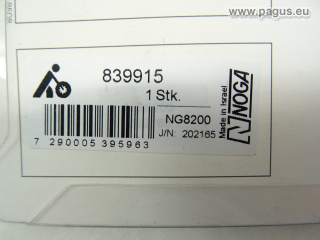 www.pagus.eu
839915
1 Stk.
NG8200
J/N: 202165
7 290005 395963
Made in Israel
NOGA